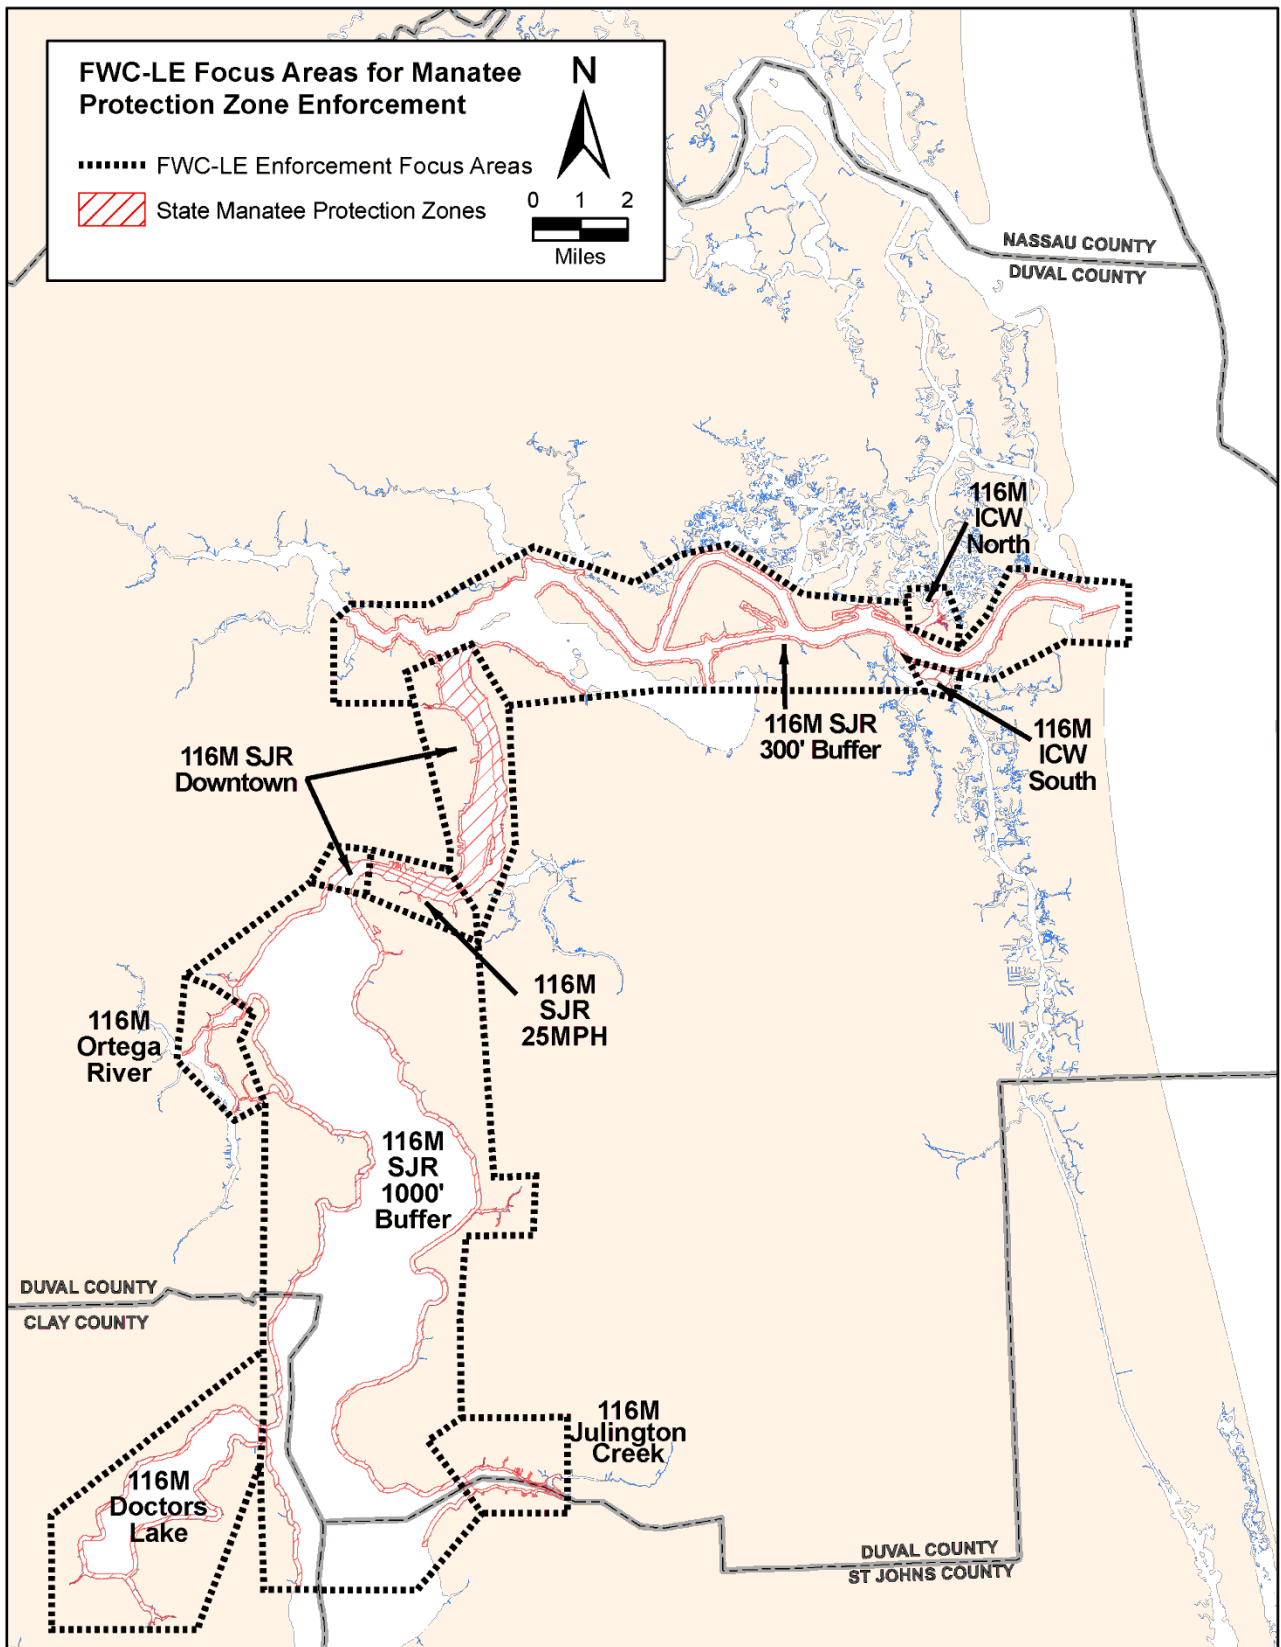 FWC-LE Focus Areas for Manatee
Protection Zone Enforcement
N
FWC-LE Enforcement Focus Areas
State Manatee Protection Zones
0 1 2
Miles
NASSAU COUNTY
DUVAL COUNTY
116M
ICW
North
116M SJR
300' Buffer
116M
ICW
South
116M SJR
Downtown
116M
SJR
25MPH
116M
Ortega
River
116M
SJR
1000'
Buffer
DUVAL COUNTY
CLAY COUNTY
116M
Julington
Creek
116M
Doctors
Lake
DUVAL COUNTY
ST JOHNS COUNTY